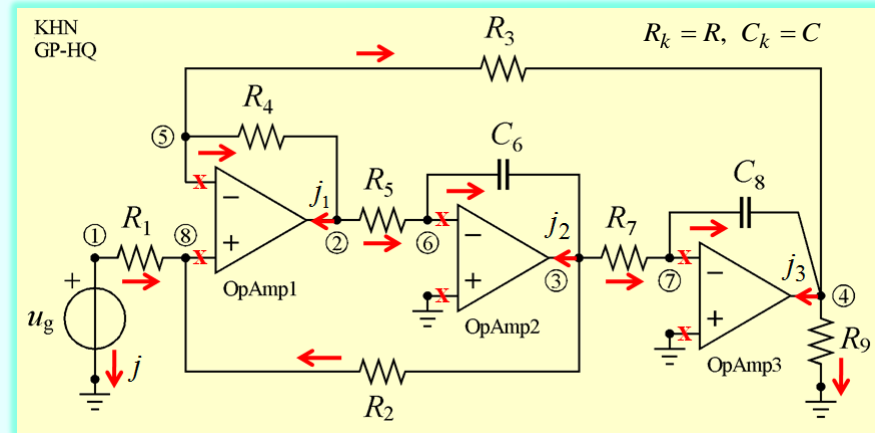 KHN
GP-HQ
R₃
Rₖ = R, Cₖ = C
R₄
⑤
C₆
C₈
x
−
j₁
R₅
x
−
j₂
R₇
x
−
j₃
①
R₁
⑧
x
+
②
⑥
x
+
③
⑦
x
+
④
+
u_g
j
OpAmp1
OpAmp2
OpAmp3
R₉
R₂